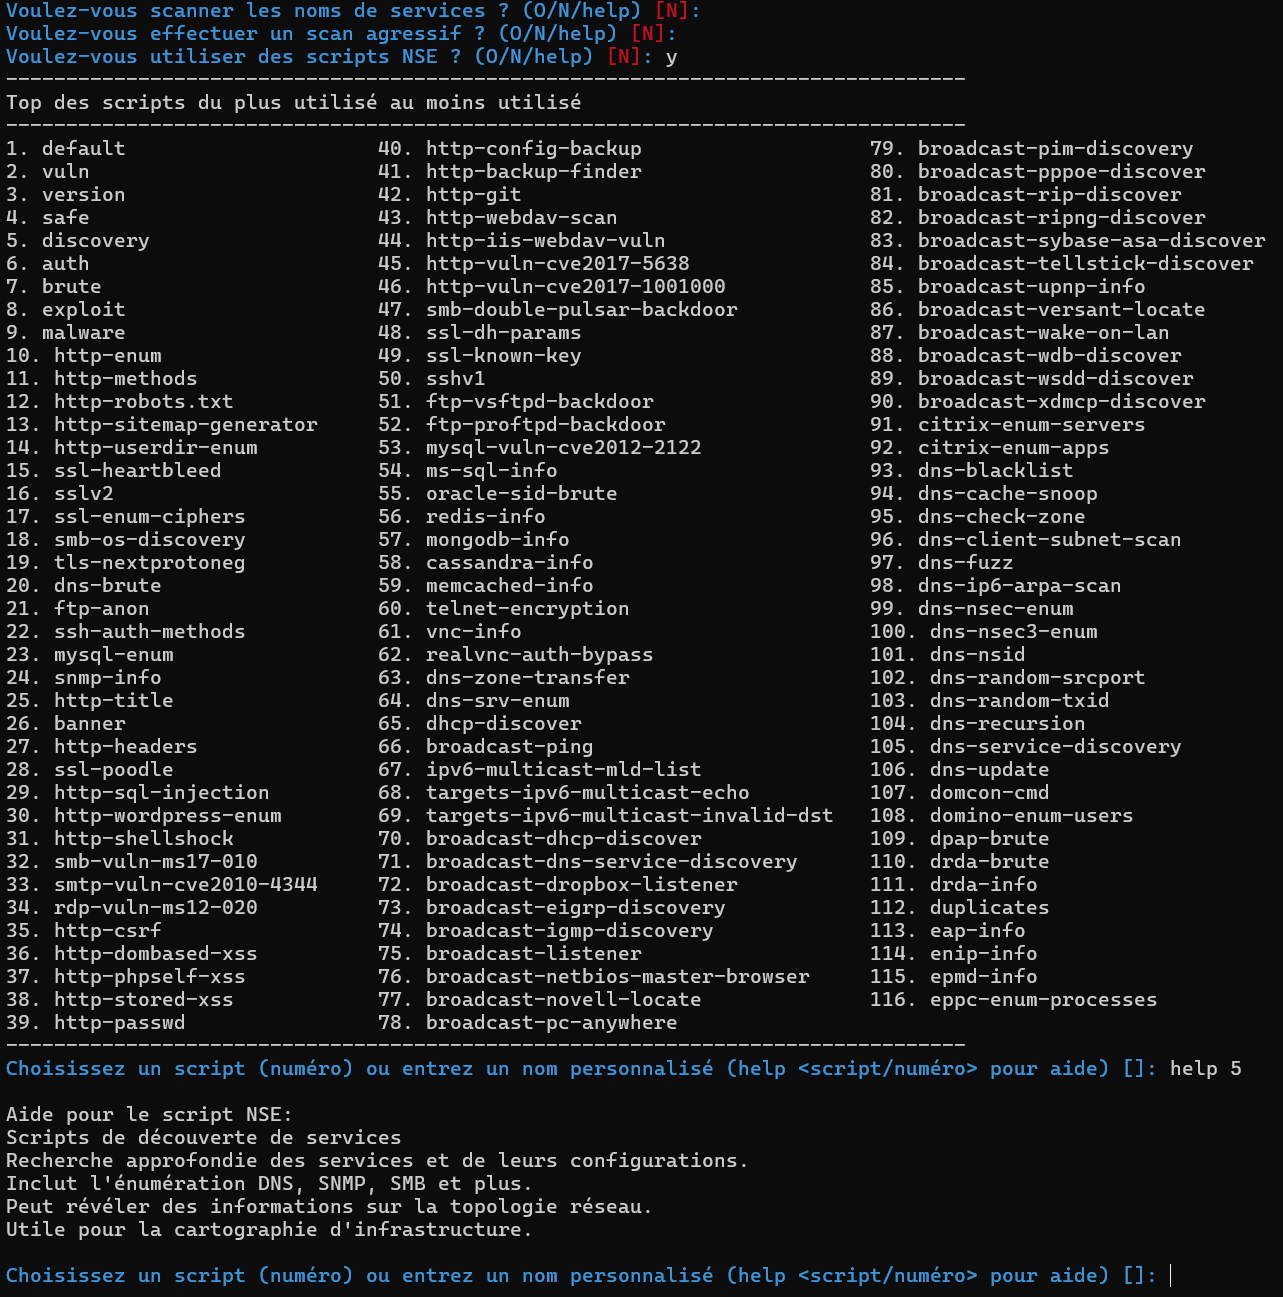 Voulez-vous scanner les noms de services ? (O/N/help) [N]:
Voulez-vous effectuer un scan agressif ? (O/N/help) [N]:
Voulez-vous utiliser des scripts NSE ? (O/N/help) [N]: y
--------------------------------------------------------------------------------
Top des scripts du plus utilisé au moins utilisé
--------------------------------------------------------------------------------
1. default                     40. http-config-backup                   79. broadcast-pim-discovery
2. vuln                        41. http-backup-finder                   80. broadcast-pppoe-discover
3. version                     42. http-git                             81. broadcast-rip-discover
4. safe                        43. http-webdav-scan                     82. broadcast-ripng-discover
5. discovery                   44. http-iis-webdav-vuln                 83. broadcast-sybase-asa-discover
6. auth                        45. http-vuln-cve2017-5638               84. broadcast-tellstick-discover
7. brute                       46. http-vuln-cve2017-1001000            85. broadcast-upnp-info
8. exploit                     47. smb-double-pulsar-backdoor           86. broadcast-versant-locate
9. malware                     48. ssl-dh-params                        87. broadcast-wake-on-lan
10. http-enum                  49. ssl-known-key                        88. broadcast-wdb-discover
11. http-methods               50. sshv1                                89. broadcast-wsdd-discover
12. http-robots.txt            51. ftp-vsftpd-backdoor                  90. broadcast-xdmcp-discover
13. http-sitemap-generator     52. ftp-proftpd-backdoor                 91. citrix-enum-servers
14. http-userdir-enum          53. mysql-vuln-cve2012-2122              92. citrix-enum-apps
15. ssl-heartbleed             54. ms-sql-info                          93. dns-blacklist
16. sslv2                      55. oracle-sid-brute                     94. dns-cache-snoop
17. ssl-enum-ciphers           56. redis-info                           95. dns-check-zone
18. smb-os-discovery           57. mongodb-info                         96. dns-client-subnet-scan
19. tls-nextprotoneg           58. cassandra-info                       97. dns-fuzz
20. dns-brute                  59. memcached-info                       98. dns-ip6-arpa-scan
21. ftp-anon                   60. telnet-encryption                    99. dns-nsec-enum
22. ssh-auth-methods           61. vnc-info                             100. dns-nsec3-enum
23. mysql-enum                 62. realvnc-auth-bypass                  101. dns-nsid
24. snmp-info                  63. dns-zone-transfer                    102. dns-random-srcport
25. http-title                 64. dns-srv-enum                         103. dns-random-txid
26. banner                     65. dhcp-discover                        104. dns-recursion
27. http-headers               66. broadcast-ping                       105. dns-service-discovery
28. ssl-poodle                 67. ipv6-multicast-mld-list              106. dns-update
29. http-sql-injection         68. targets-ipv6-multicast-echo          107. domcon-cmd
30. http-wordpress-enum        69. targets-ipv6-multicast-invalid-dst   108. domino-enum-users
31. http-shellshock            70. broadcast-dhcp-discover              109. dpap-brute
32. smb-vuln-ms17-010          71. broadcast-dns-service-discovery      110. drda-brute
33. smtp-vuln-cve2010-4344     72. broadcast-dropbox-listener           111. drda-info
34. rdp-vuln-ms12-020          73. broadcast-eigrp-discovery            112. duplicates
35. http-csrf                  74. broadcast-igmp-discovery             113. eap-info
36. http-dombased-xss          75. broadcast-listener                   114. enip-info
37. http-phpself-xss           76. broadcast-netbios-master-browser     115. epmd-info
38. http-stored-xss            77. broadcast-novell-locate              116. eppc-enum-processes
39. http-passwd                78. broadcast-pc-anywhere
--------------------------------------------------------------------------------
Choisissez un script (numéro) ou entrez un nom personnalisé (help <script/numéro> pour aide) []: help 5
Aide pour le script NSE:
Scripts de découverte de services
Recherche approfondie des services et de leurs configurations.
Inclut l'énumération DNS, SNMP, SMB et plus.
Peut révéler des informations sur la topologie réseau.
Utile pour la cartographie d'infrastructure.
Choisissez un script (numéro) ou entrez un nom personnalisé (help <script/numéro> pour aide) []: